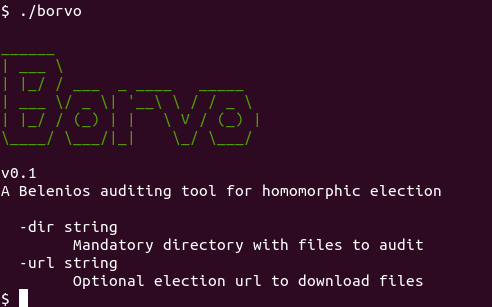 $ ./borvo
Borvo
v0.1
A Belenios auditing tool for homomorphic election
-dir string
Mandatory directory with files to audit
-url string
Optional election url to download files
$